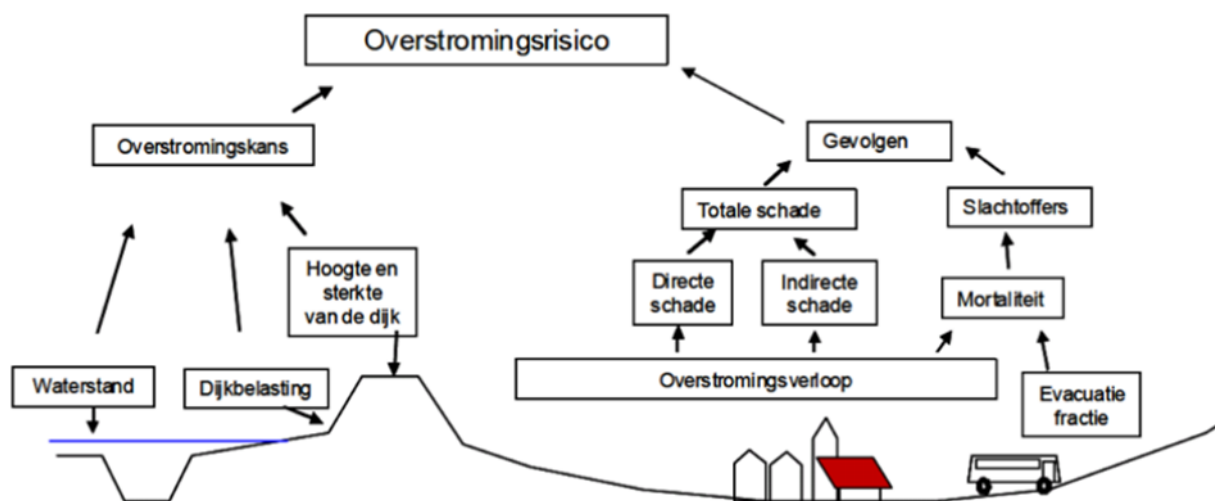 Overstromingsrisico
Overstromingskans
Gevolgen
Totale schade
Slachtoffers
Hoogte en
sterkte
van de dijk
Directe
schade
Indirecte
schade
Mortaliteit
Waterstand
Dijkbelasting
Overstromingsverloop
Evacuatie
fractie